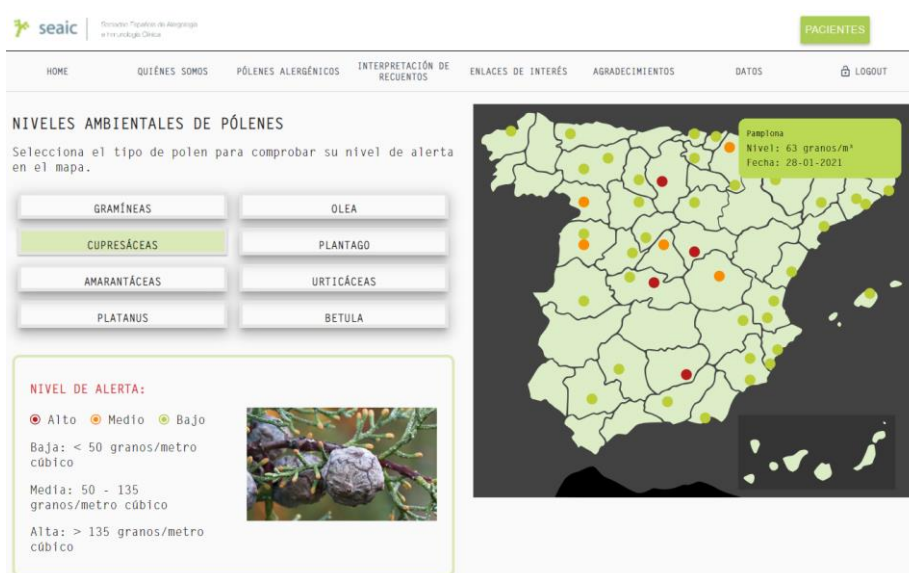 seaic
PACIENTES
HOME
QUIÉNES SOMOS
PÓLENES ALERGÉNICOS
INTERPRETACIÓN DE
RECUENTOS
ENLACES DE INTERÉS
AGRADECIMIENTOS
DATOS
LOGOUT
NIVELES AMBIENTALES DE PÓLENES
Selecciona el tipo de polen para comprobar su nivel de alerta
en el mapa.
GRAMÍNEAS
OLEA
CUPRESÁCEAS
PLANTAGO
AMARANTÁCEAS
URTICÁCEAS
PLATANUS
BETULA
NIVEL DE ALERTA:
Alto Medio Bajo
Baja: < 50 granos/metro
cúbico
Media: 50 - 135
granos/metro cúbico
Alta: > 135 granos/metro
cúbico
Pamplona
Nivel: 63 granos/m³
Fecha: 28-01-2021